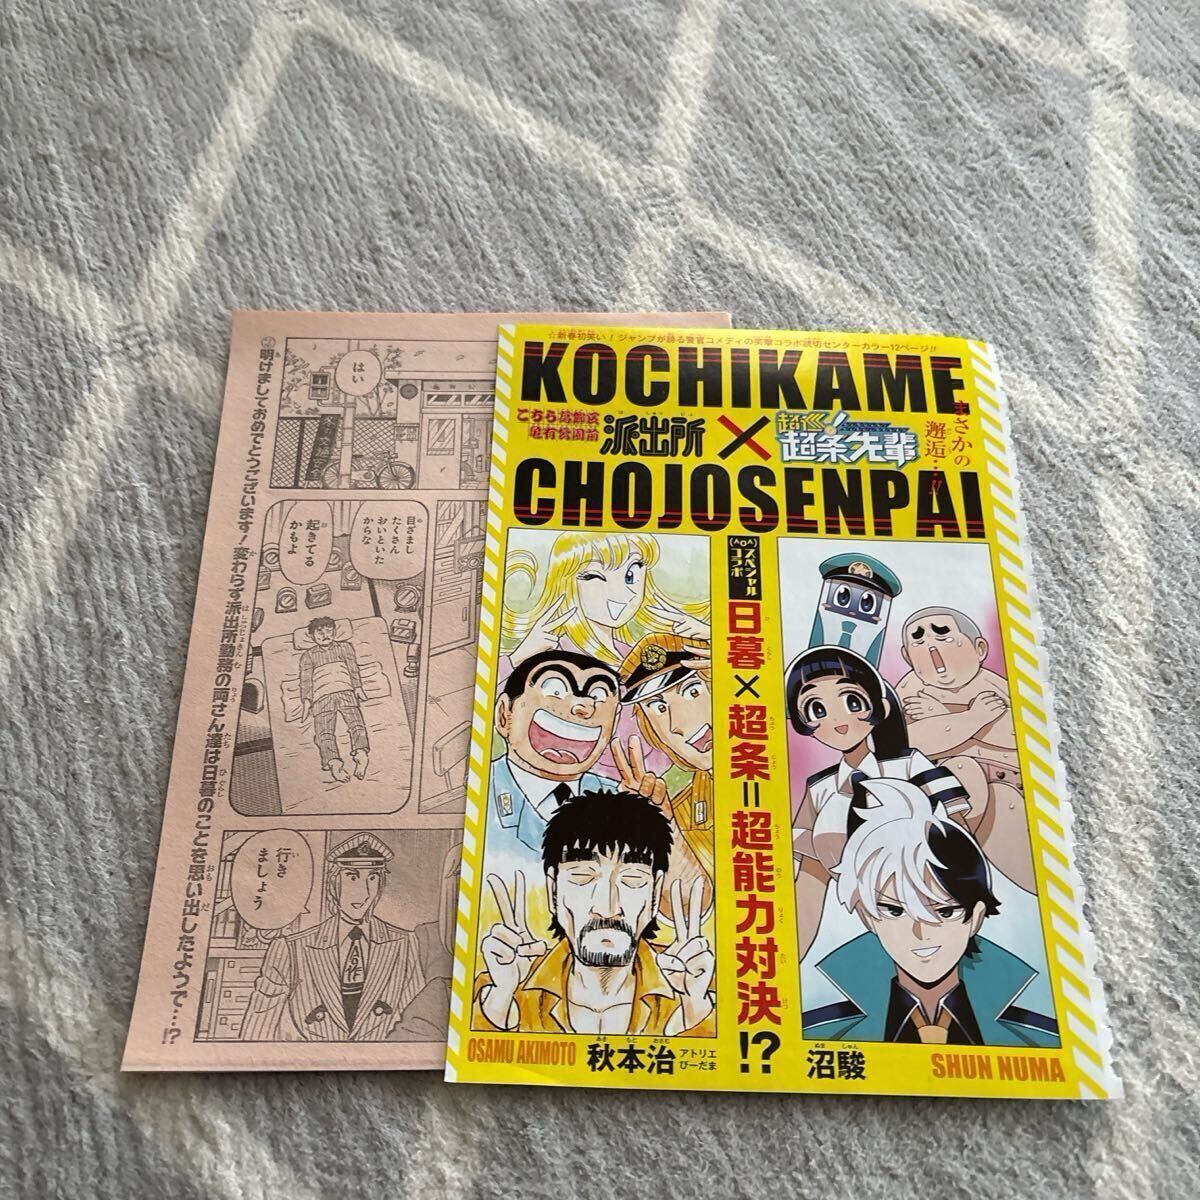 ☆新春初笑い!ジャンプが誇る警官コメディの笑撃コラボ読切センターカラー12ページ!!
KOCHIKAME
こちら葛飾区
亀有公園前
派出所
×
超巡!
超条先輩
まさかの
邂逅…!!
CHOJOSENPAI
(^o^)
スペシャル
コラボ
日暮×超条=超能力対決!?
OSAMU AKIMOTO
秋本治
アトリエ
びーだま
沼駿
SHUN NUMA
はい
目ざまし
たくさん
おいといた
からな
起きてる
かもよ
行き
ましょう
②明けましておめでとうございます!変わらず派出所勤務の両さん達は日暮のことを思い出したようで…!?